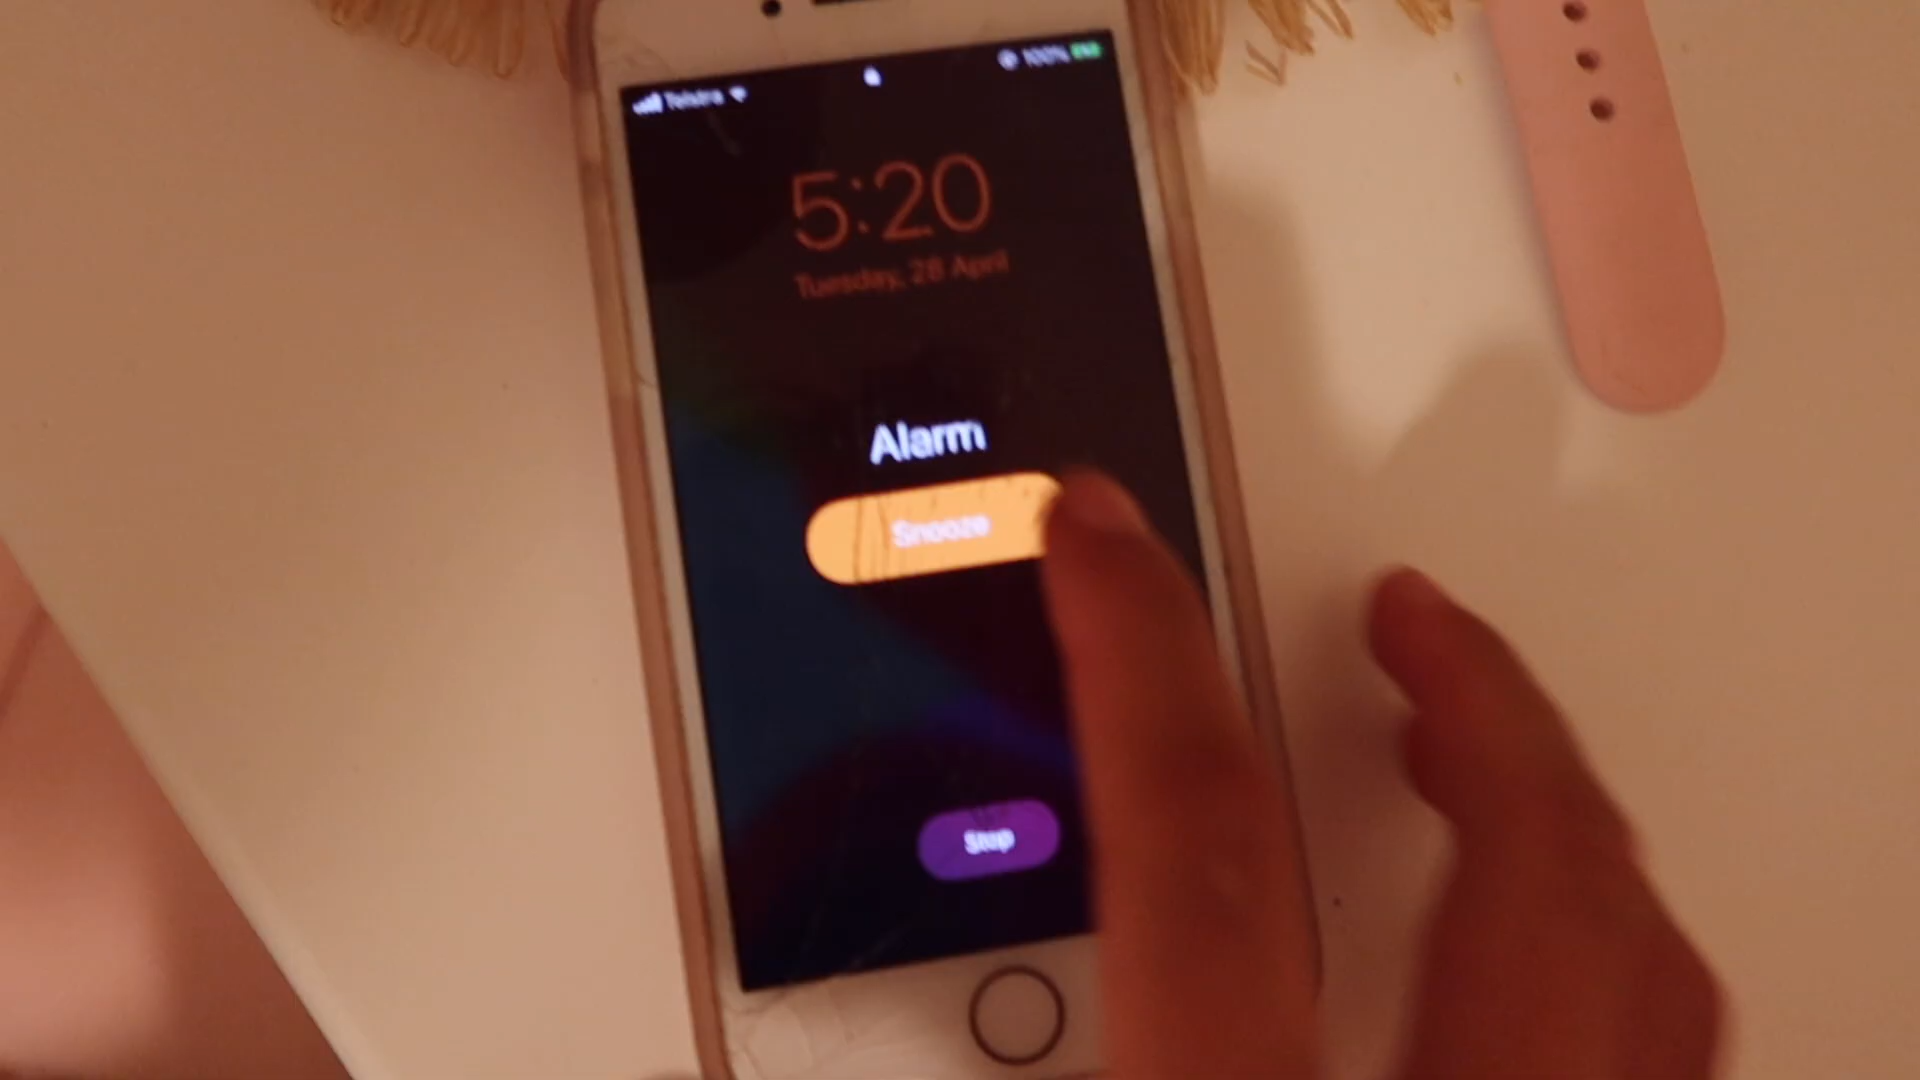 Telstra 100%
5:20
Tuesday, 28 April
Alarm
Snooze
Stop